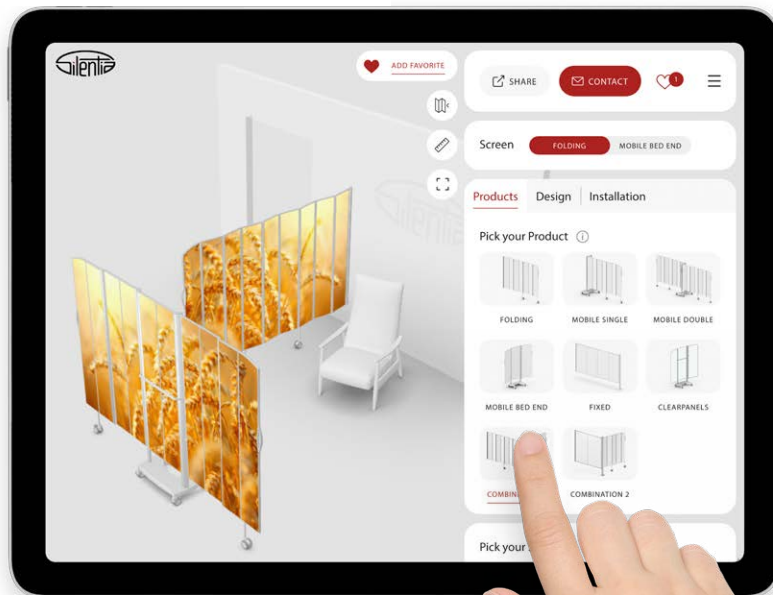 Silentia
ADD FAVORITE
SHARE
CONTACT
1
Screen
FOLDING
MOBILE BED END
Products
Design
Installation
Pick your Product
FOLDING
MOBILE SINGLE
MOBILE DOUBLE
MOBILE BED END
FIXED
CLEARPANELS
COMBINATION 2
Pick your